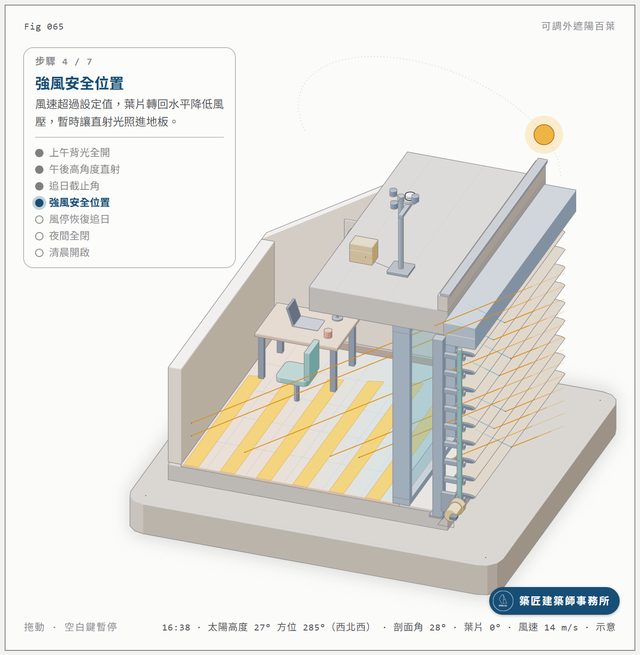 Fig 065
可調外遮陽百葉
步驟 4 / 7
強風安全位置
風速超過設定值，葉片轉回水平降低風
壓，暫時讓直射光照進地板。
上午背光全開
午後高角度直射
追日截止角
強風安全位置
風停恢復追日
夜間全閉
清晨開啟
築匠建築師事務所
拖動 · 空白鍵暫停
16:38 · 太陽高度 27° 方位 285°（西北西） · 剖面角 28° · 葉片 0° · 風速 14 m/s · 示意